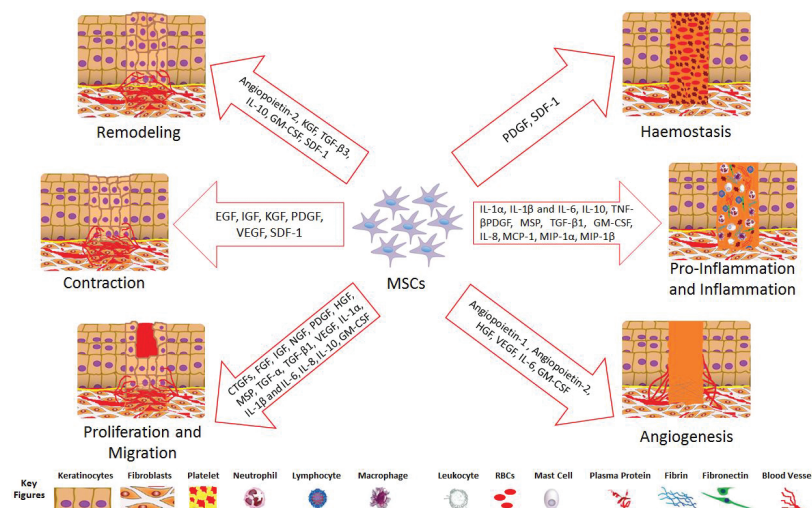 Remodeling
Angiopoietin-2, KGF, TGF-β3,
IL-10, GM-CSF, SDF-1
PDGF, SDF-1
Haemostasis
EGF, IGF, KGF, PDGF,
VEGF, SDF-1
Contraction
MSCs
IL-1α, IL-1β and IL-6, IL-10, TNF-
βPDGF, MSP, TGF-β1, GM-CSF,
IL-8, MCP-1, MIP-1α, MIP-1β
Pro-Inflammation
and Inflammation
CTGFs, FGF, IGF, NGF, PDGF, HGF,
MSP, TGF-α, TGF-β1, VEGF, IL-1α,
IL-1β and IL-6, IL-8, IL-10, GM-CSF
Proliferation and
Migration
Angiopoietin-1 , Angiopoietin-2,
HGF, VEGF, IL-6, GM-CSF
Angiogenesis
Key
Figures
Keratinocytes Fibroblasts Platelet Neutrophil Lymphocyte Macrophage Leukocyte RBCs Mast Cell Plasma Protein Fibrin Fibronectin Blood Vesse